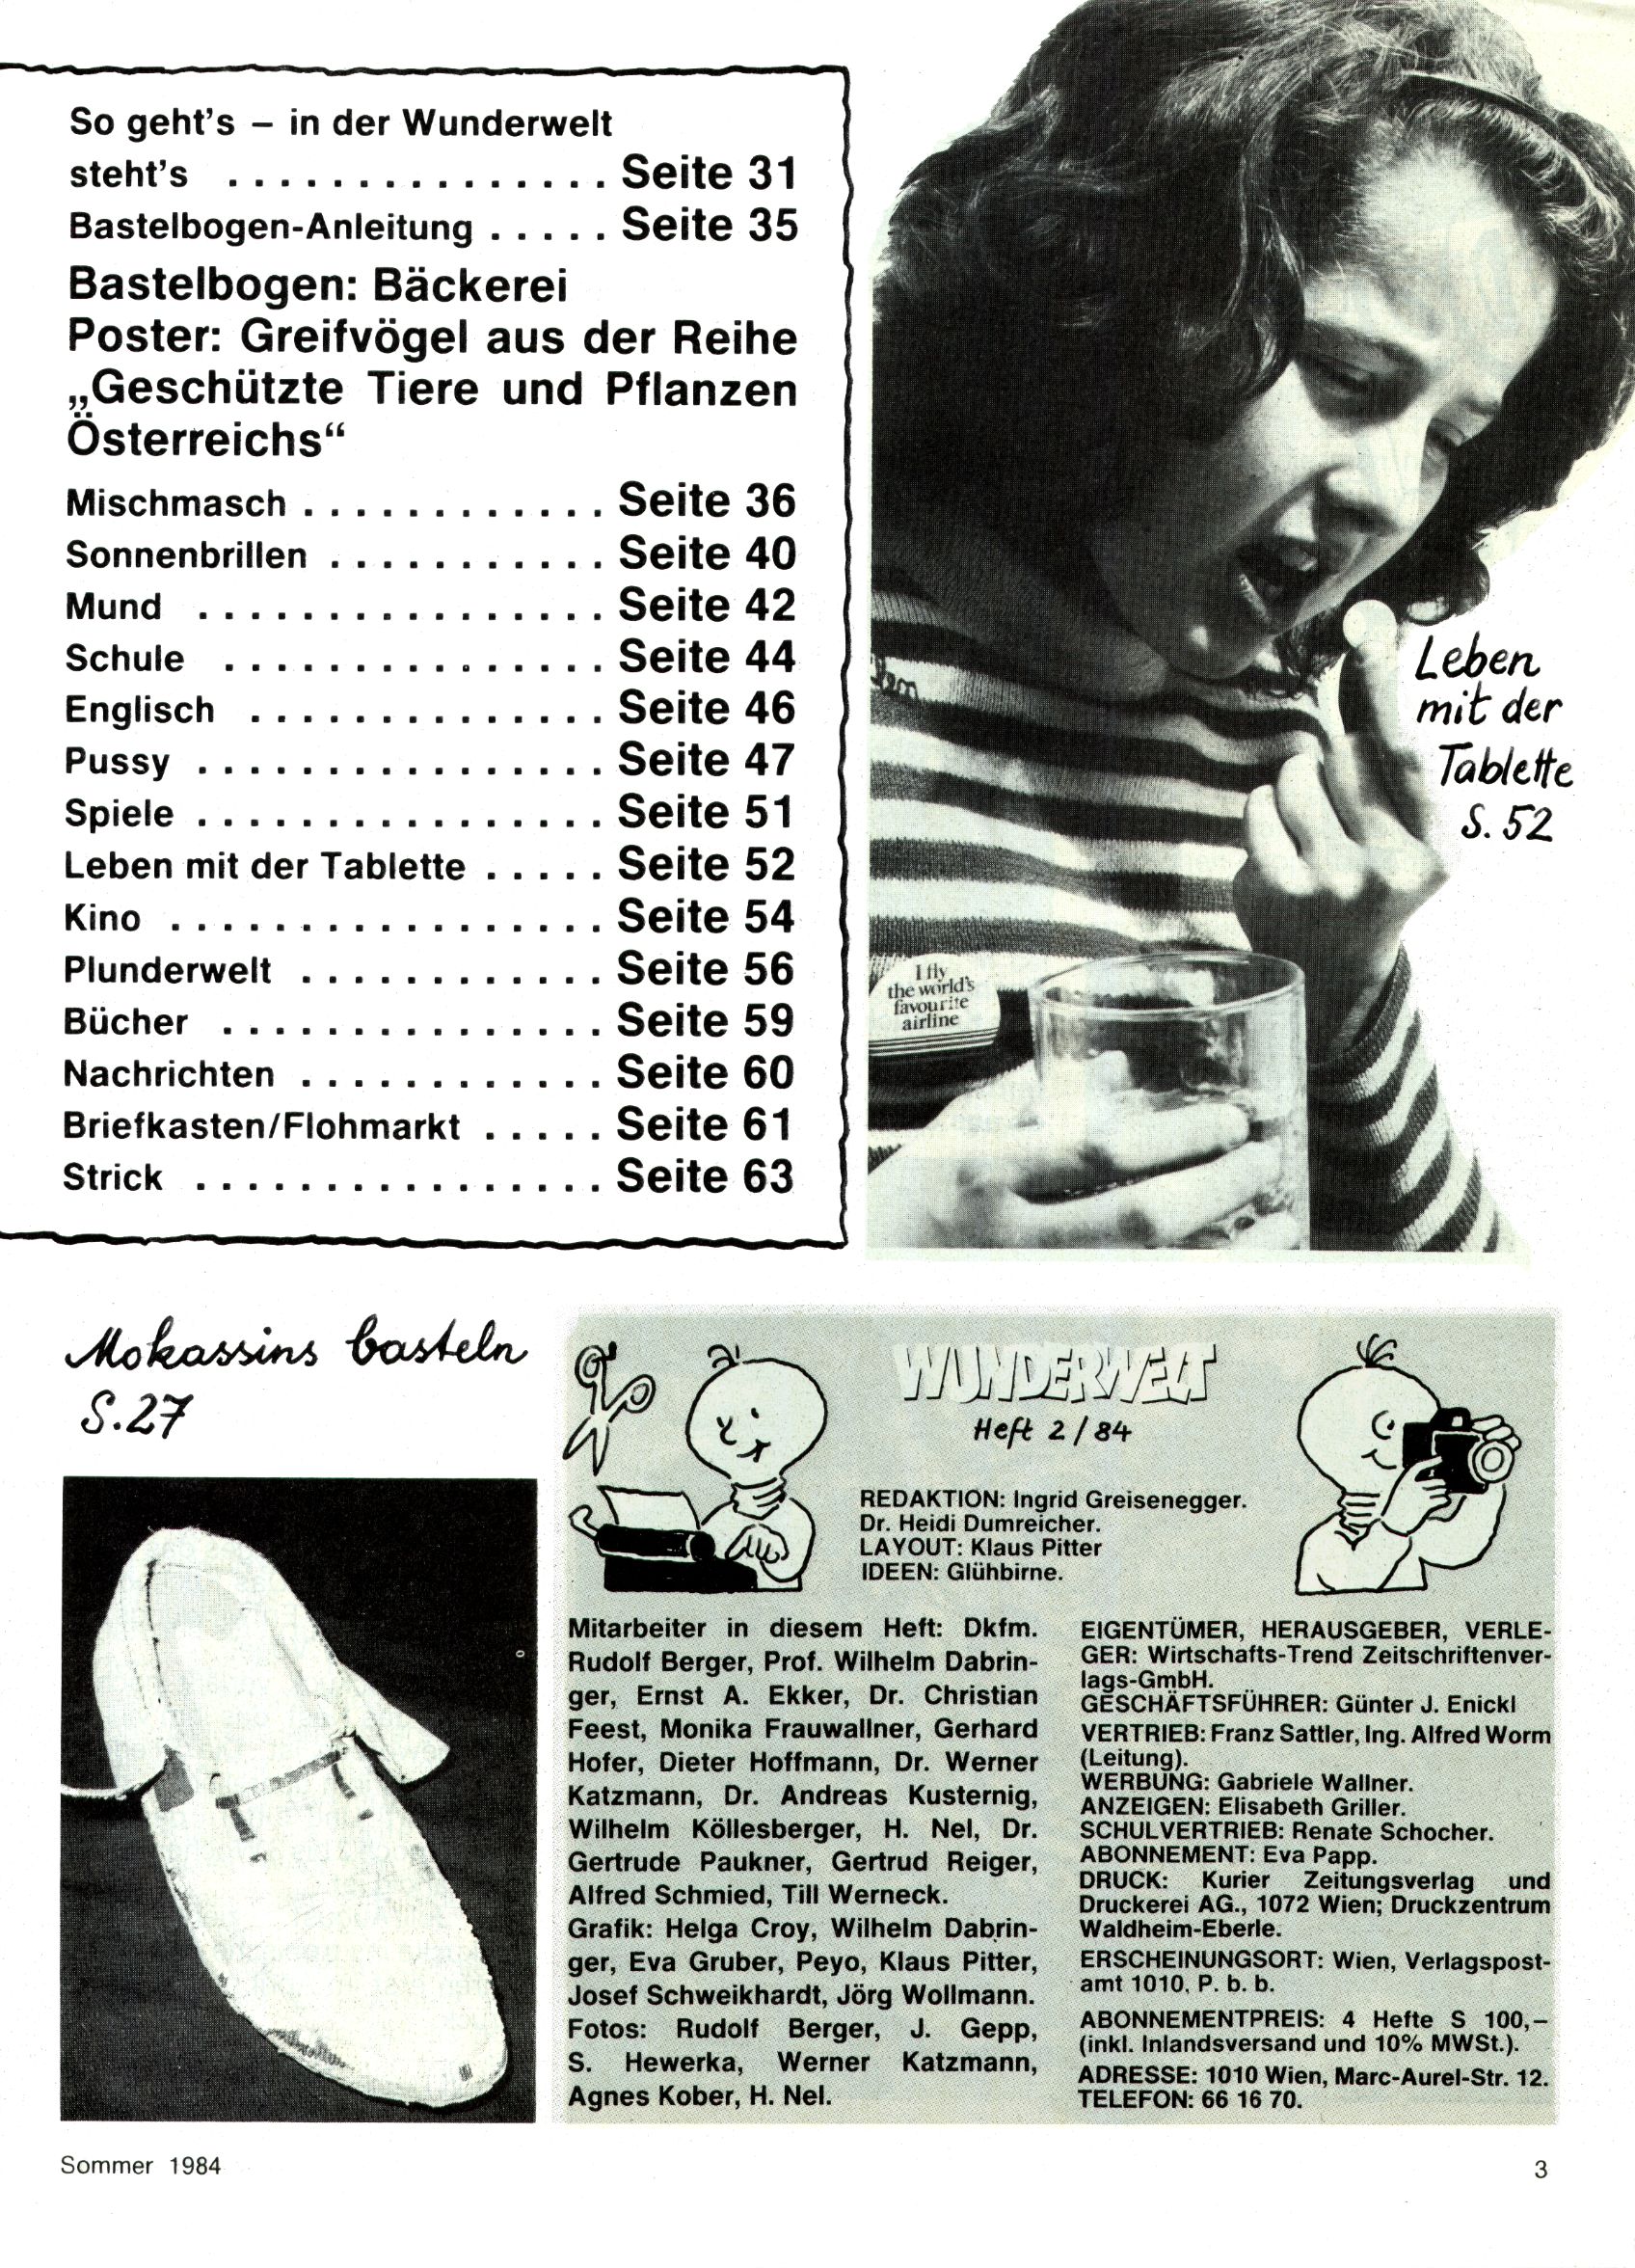 So geht's – in der Wunderwelt
steht's . . . . . . . . . . . . . . . Seite 31
Bastelbogen-Anleitung . . . . . Seite 35
Bastelbogen: Bäckerei
Poster: Greifvögel aus der Reihe
„Geschützte Tiere und Pflanzen
Österreichs“
Mischmasch . . . . . . . . . . . . Seite 36
Sonnenbrillen . . . . . . . . . . . Seite 40
Mund . . . . . . . . . . . . . . . . Seite 42
Schule . . . . . . . . . . . . . . . Seite 44
Englisch . . . . . . . . . . . . . . Seite 46
Pussy . . . . . . . . . . . . . . . . Seite 47
Spiele . . . . . . . . . . . . . . . . Seite 51
Leben mit der Tablette . . . . . Seite 52
Kino . . . . . . . . . . . . . . . . . Seite 54
Plunderwelt . . . . . . . . . . . . Seite 56
Bücher . . . . . . . . . . . . . . . Seite 59
Nachrichten . . . . . . . . . . . . Seite 60
Briefkasten/Flohmarkt . . . . . Seite 61
Strick . . . . . . . . . . . . . . . . Seite 63
Leben
mit der
Tablette
S. 52
I fly
the world's
favourite
airline
Mokassins basteln
S. 27
WUNDERWELT
Heft 2/84
REDAKTION: Ingrid Greisenegger.
Dr. Heidi Dumreicher.
LAYOUT: Klaus Pitter
IDEEN: Glühbirne.
Mitarbeiter in diesem Heft: Dkfm.
Rudolf Berger, Prof. Wilhelm Dabrin-
ger, Ernst A. Ekker, Dr. Christian
Feest, Monika Frauwallner, Gerhard
Hofer, Dieter Hoffmann, Dr. Werner
Katzmann, Dr. Andreas Kusternig,
Wilhelm Köllesberger, H. Nel, Dr.
Gertrude Paukner, Gertrud Reiger,
Alfred Schmied, Till Werneck.
Grafik: Helga Croy, Wilhelm Dabrin-
ger, Eva Gruber, Peyo, Klaus Pitter,
Josef Schweikhardt, Jörg Wollmann.
Fotos: Rudolf Berger, J. Gepp,
S. Hewerka, Werner Katzmann,
Agnes Kober, H. Nel.
EIGENTÜMER, HERAUSGEBER, VERLE-
GER: Wirtschafts-Trend Zeitschriftenver-
lags-GmbH.
GESCHÄFTSFÜHRER: Günter J. Enickl
VERTRIEB: Franz Sattler, Ing. Alfred Worm
(Leitung).
WERBUNG: Gabriele Wallner.
ANZEIGEN: Elisabeth Griller.
SCHULVERTRIEB: Renate Schocher.
ABONNEMENT: Eva Papp.
DRUCK: Kurier Zeitungsverlag und
Druckerei AG., 1072 Wien; Druckzentrum
Waldheim-Eberle.
ERSCHEINUNGSORT: Wien, Verlagspost-
amt 1010, P. b. b.
ABONNEMENTPREIS: 4 Hefte S 100,–
(inkl. Inlandsversand und 10% MWSt.).
ADRESSE: 1010 Wien, Marc-Aurel-Str. 12.
TELEFON: 66 16 70.
Sommer 1984
3